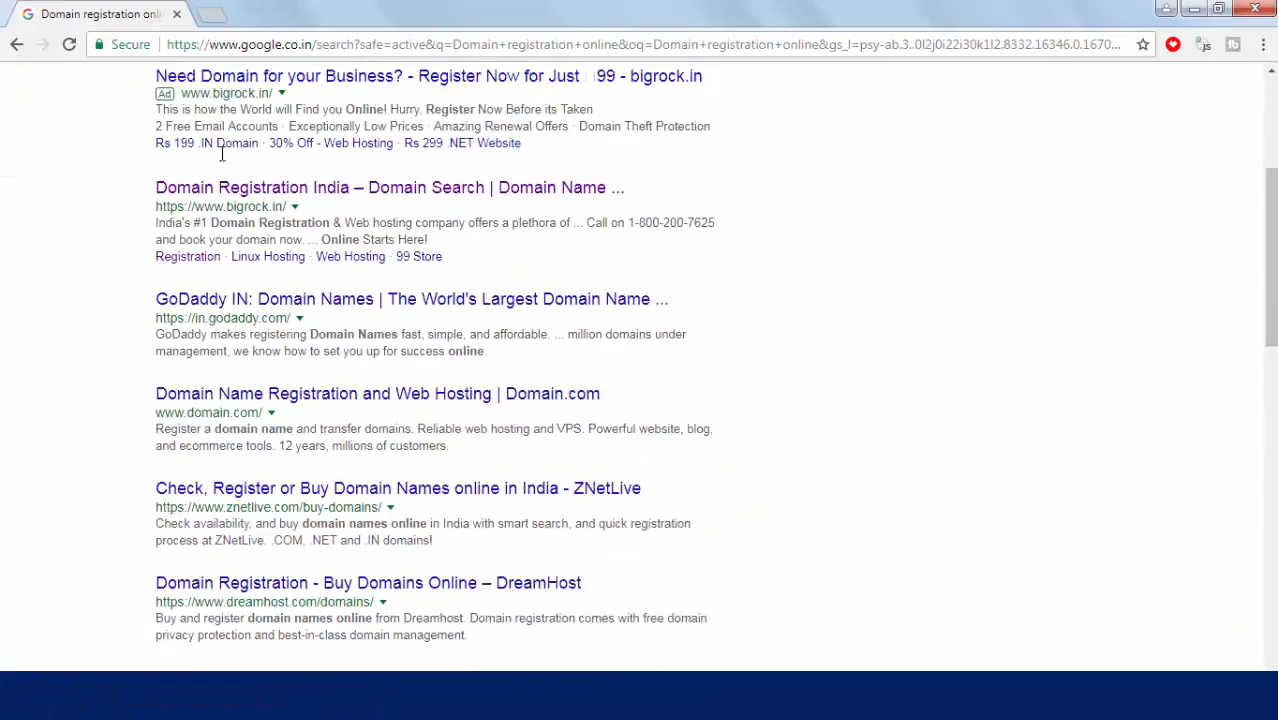 Domain registration onli
Secure
https://www.google.co.in/search?safe=active&q=Domain+registration+online&oq=Domain+registration+online&gs_l=psy-ab.3..0l2j0i22i30k1l2.8332.16346.0.1670...
js
Need Domain for your Business? - Register Now for Just 99 - bigrock.in
Ad www.bigrock.in/
This is how the World will Find you Online! Hurry, Register Now Before its Taken
2 Free Email Accounts · Exceptionally Low Prices · Amazing Renewal Offers · Domain Theft Protection
Rs 199 .IN Domain · 30% Off - Web Hosting · Rs 299 .NET Website
Domain Registration India – Domain Search | Domain Name ...
https://www.bigrock.in/
India's #1 Domain Registration & Web hosting company offers a plethora of ... Call on 1-800-200-7625
and book your domain now. ... Online Starts Here!
Registration · Linux Hosting · Web Hosting · 99 Store
GoDaddy IN: Domain Names | The World's Largest Domain Name ...
https://in.godaddy.com/
GoDaddy makes registering Domain Names fast, simple, and affordable. ... million domains under
management, we know how to set you up for success online.
Domain Name Registration and Web Hosting | Domain.com
www.domain.com/
Register a domain name and transfer domains. Reliable web hosting and VPS. Powerful website, blog,
and ecommerce tools. 12 years, millions of customers.
Check, Register or Buy Domain Names online in India - ZNetLive
https://www.znetlive.com/buy-domains/
Check availability, and buy domain names online in India with smart search, and quick registration
process at ZNetLive. .COM, .NET and .IN domains!
Domain Registration - Buy Domains Online – DreamHost
https://www.dreamhost.com/domains/
Buy and register domain names online from Dreamhost. Domain registration comes with free domain
privacy protection and best-in-class domain management.